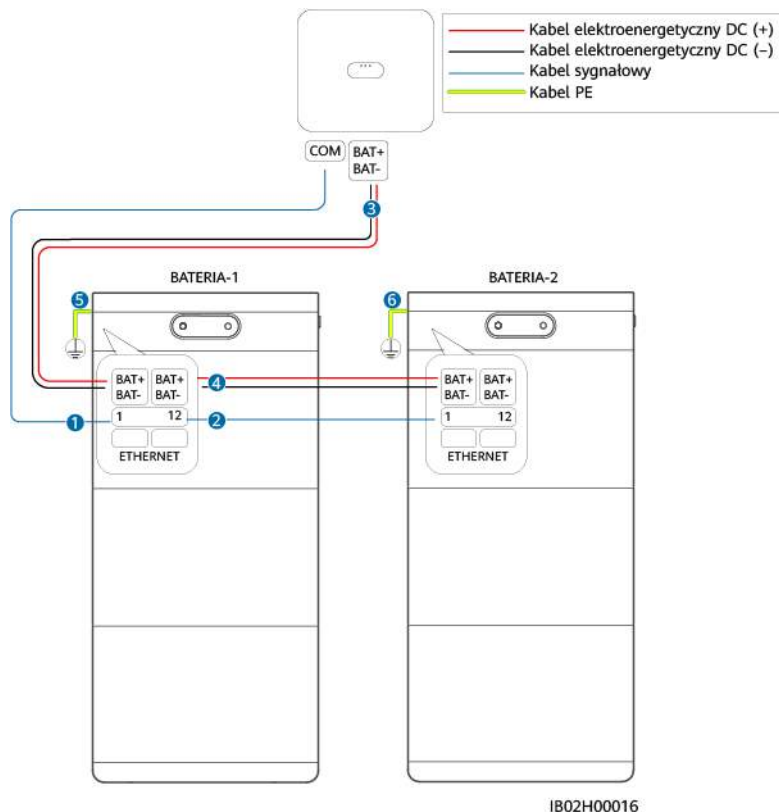 Kabel elektroenergetyczny DC (+)
Kabel elektroenergetyczny DC (−)
Kabel sygnałowy
Kabel PE
COM
BAT+
BAT-
3
BATERIA-1
BATERIA-2
5
6
BAT+ BAT+
BAT- BAT-
4
BAT+ BAT+
BAT- BAT-
1
1 12
2
1 12
ETHERNET
ETHERNET
IB02H00016